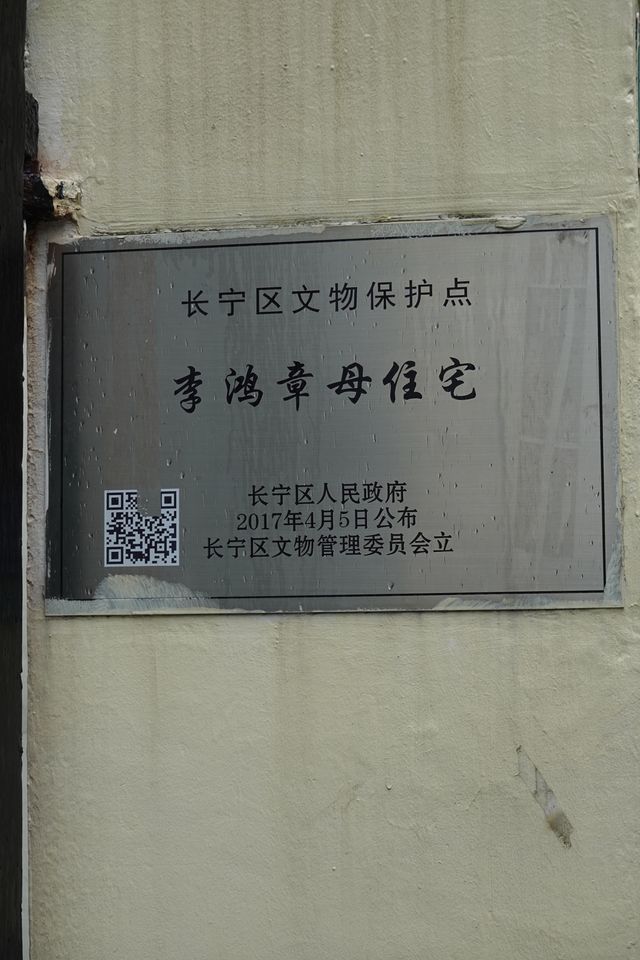 长宁区文物保护点
李鸿章母住宅
长宁区人民政府
2017年4月5日公布
长宁区文物管理委员会立